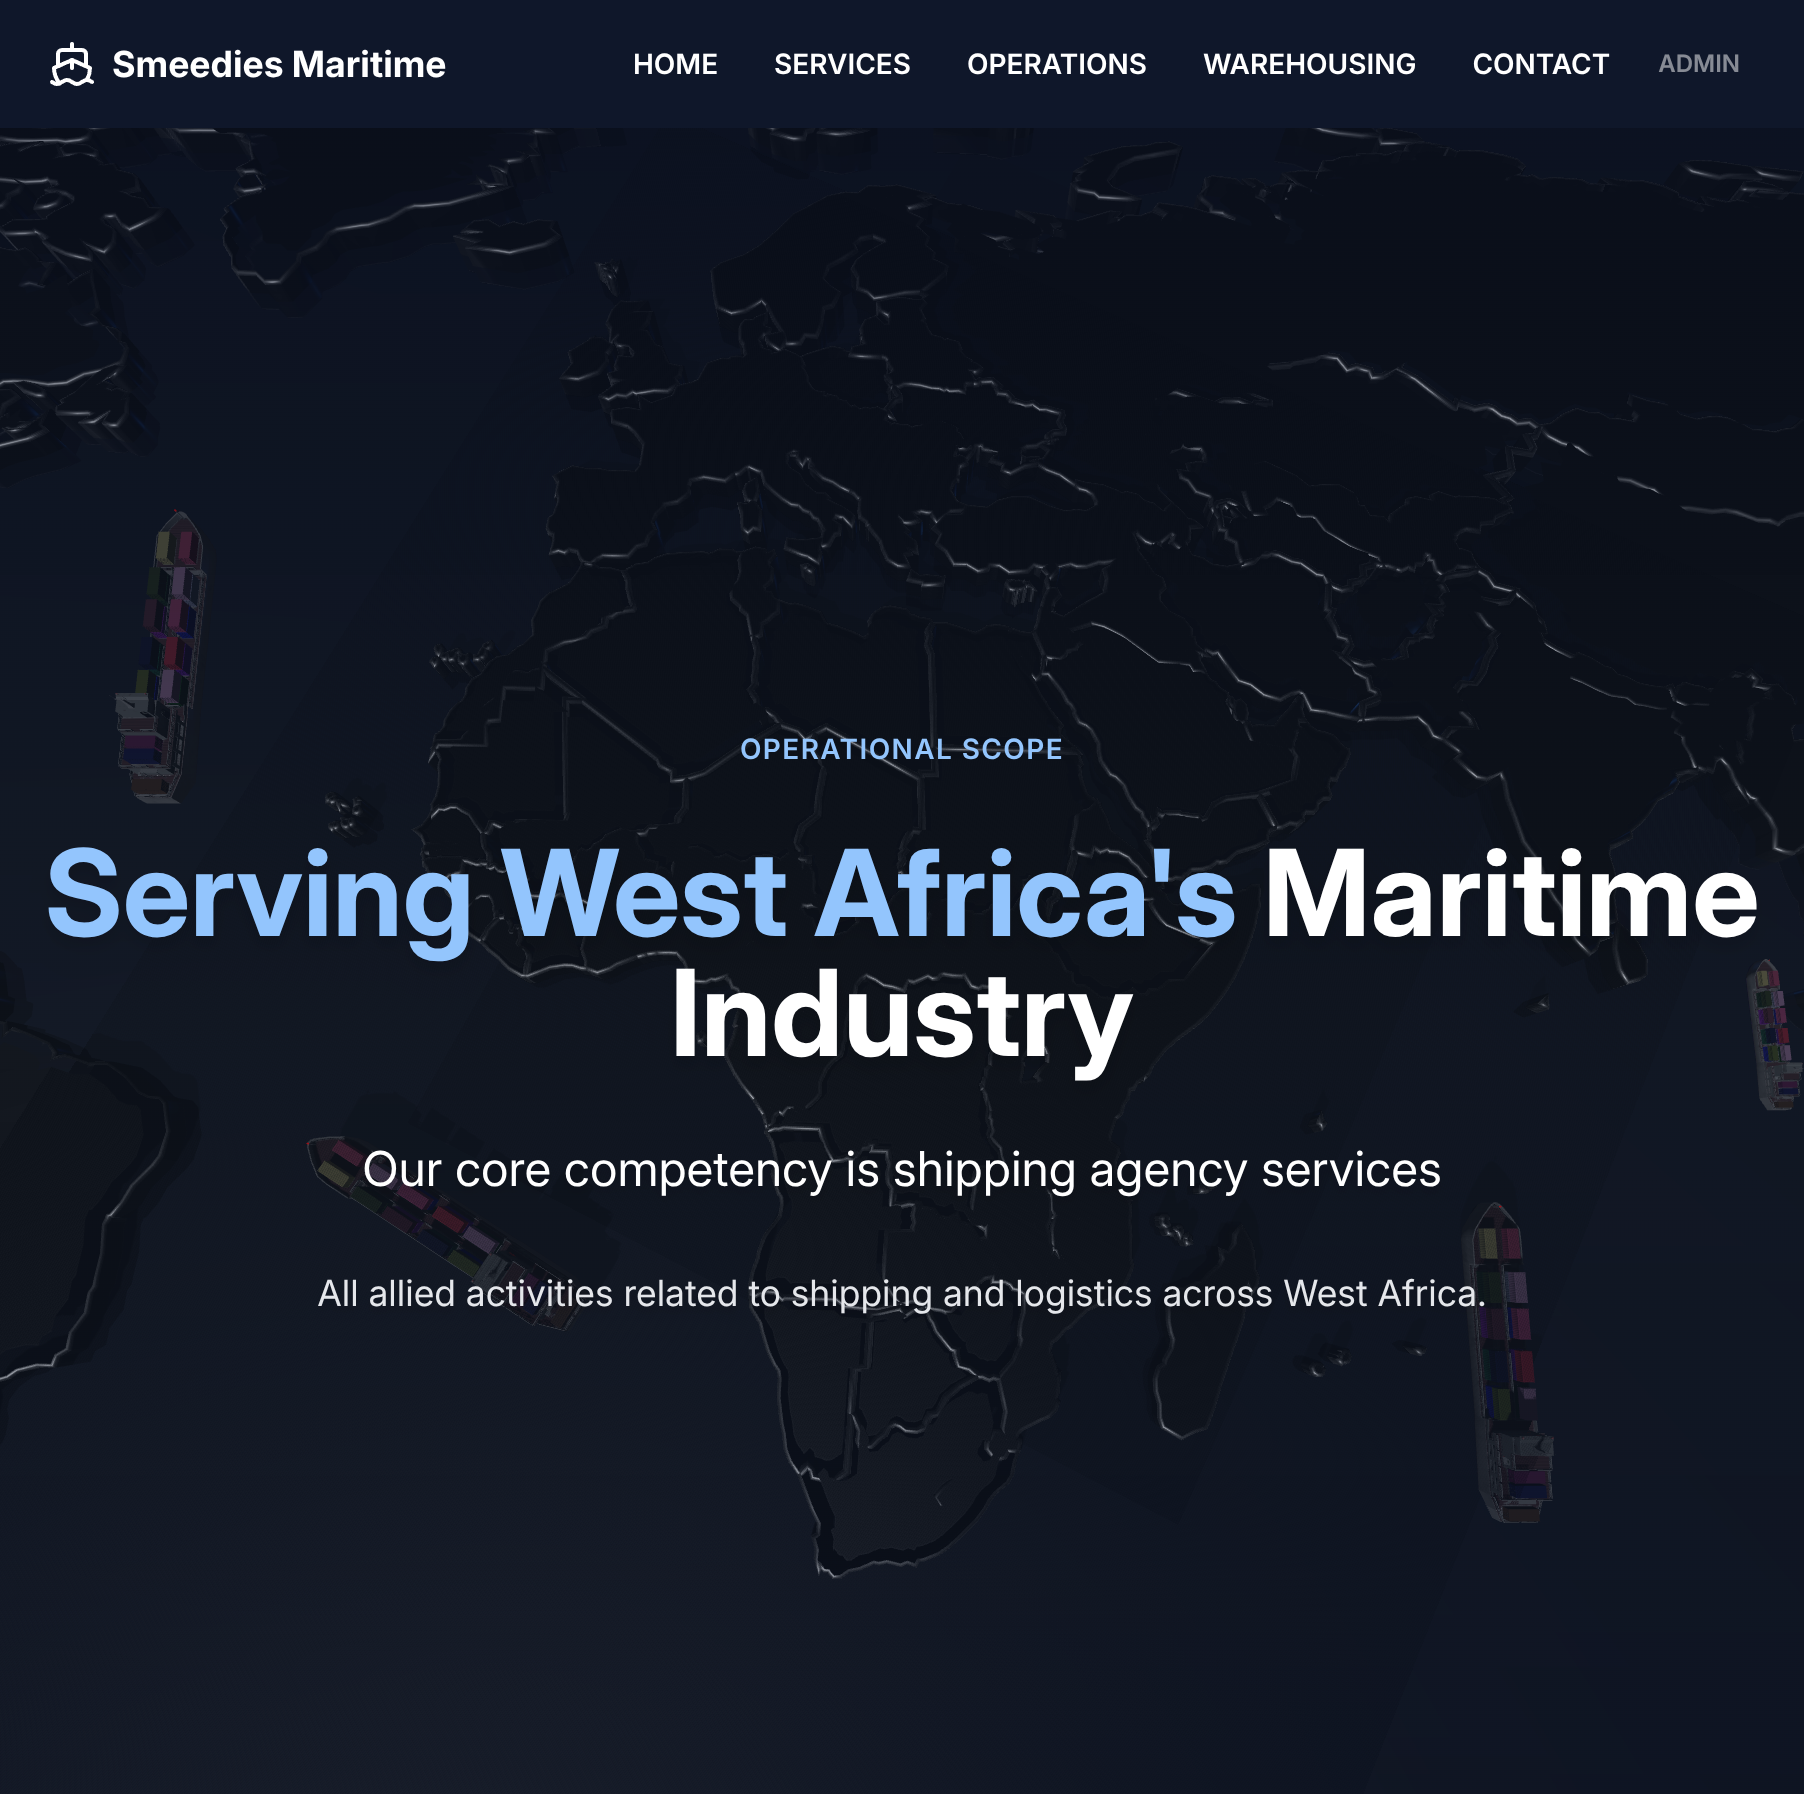 Smeedies Maritime
HOME SERVICES OPERATIONS WAREHOUSING CONTACT ADMIN
OPERATIONAL SCOPE
Serving West Africa's Maritime
Industry
Our core competency is shipping agency services
All allied activities related to shipping and logistics across West Africa.